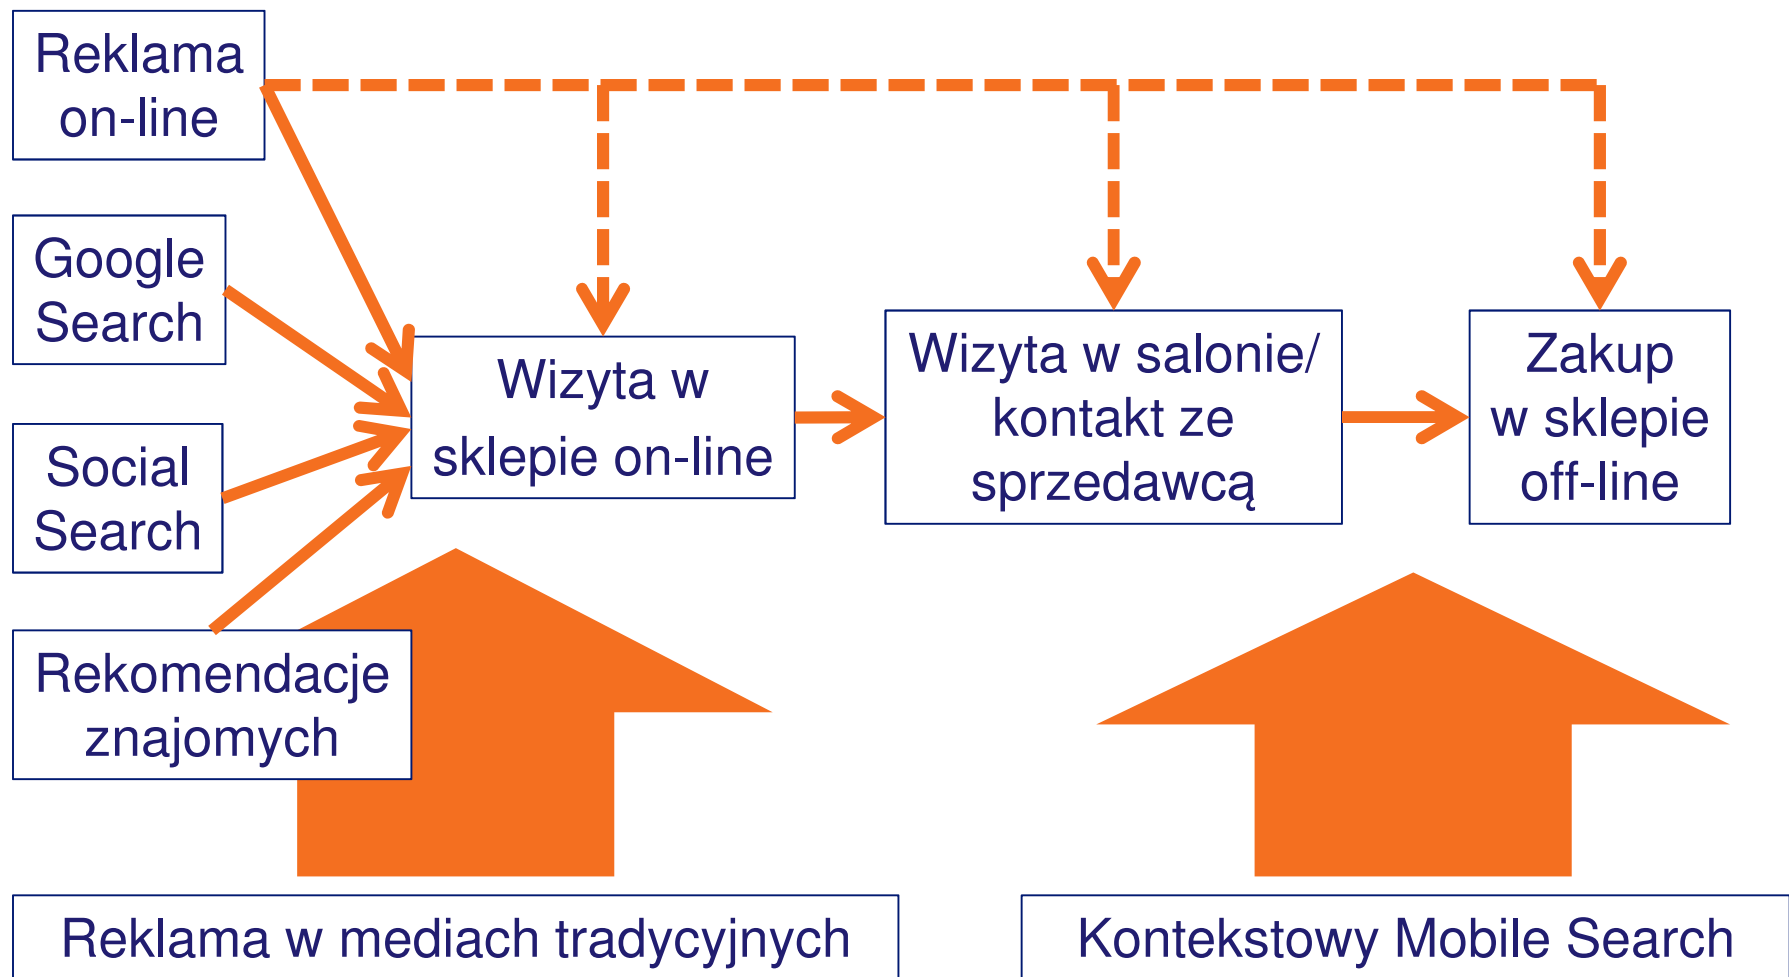 Reklama
on-line
Google
Search
Social
Search
Rekomendacje
znajomych
Wizyta w
sklepie on-line
Wizyta w salonie/
kontakt ze
sprzedawcą
Zakup
w sklepie
off-line
Reklama w mediach tradycyjnych
Kontekstowy Mobile Search